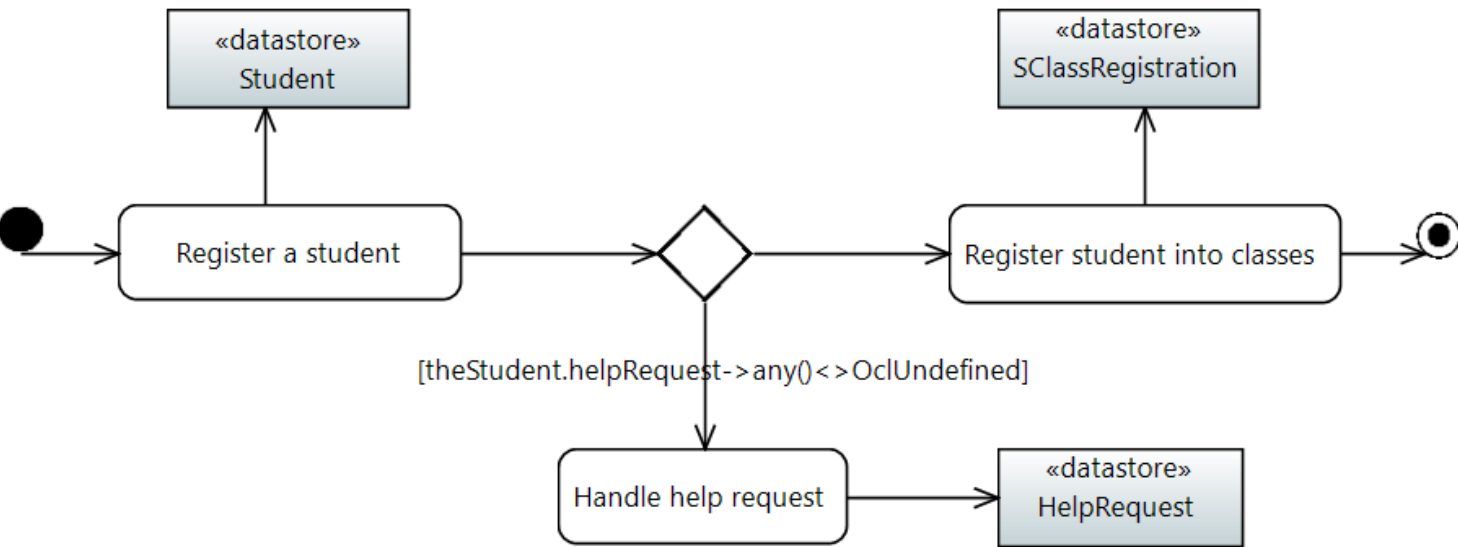 «datastore»
Student
«datastore»
SClassRegistration
Register a student
Register student into classes
[theStudent.helpRequest->any()<>OclUndefined]
Handle help request
«datastore»
HelpRequest